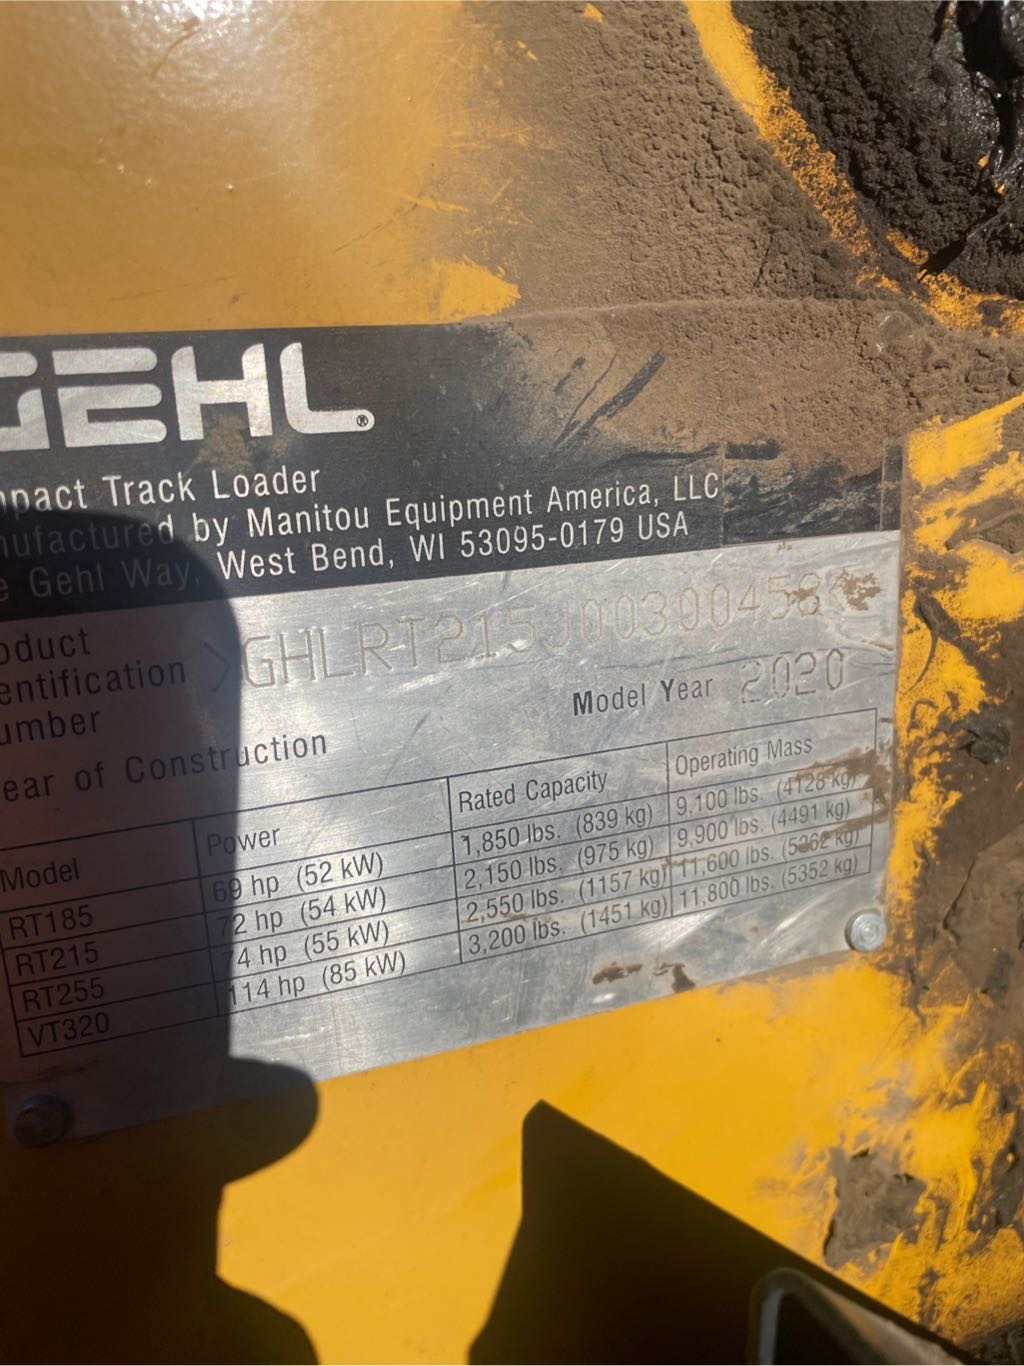 GEHL®
mpact Track Loader
nufactured by Manitou Equipment America, LLC
e Gehl Way, West Bend, WI 53095-0179 USA
oduct
entification
umber
GHLRT215J0030045
Model Year 2020
ear of Construction
Model Power Rated Capacity Operating Mass
RT185 69 hp (52 kW) 1,850 lbs. (839 kg) 9,100 lbs. (4128 kg)
RT215 72 hp (54 kW) 2,150 lbs. (975 kg) 9,900 lbs. (4491 kg)
RT255 74 hp (55 kW) 2,550 lbs. (1157 kg) 11,600 lbs. (5262 kg)
VT320 114 hp (85 kW) 3,200 lbs. (1451 kg) 11,800 lbs. (5352 kg)